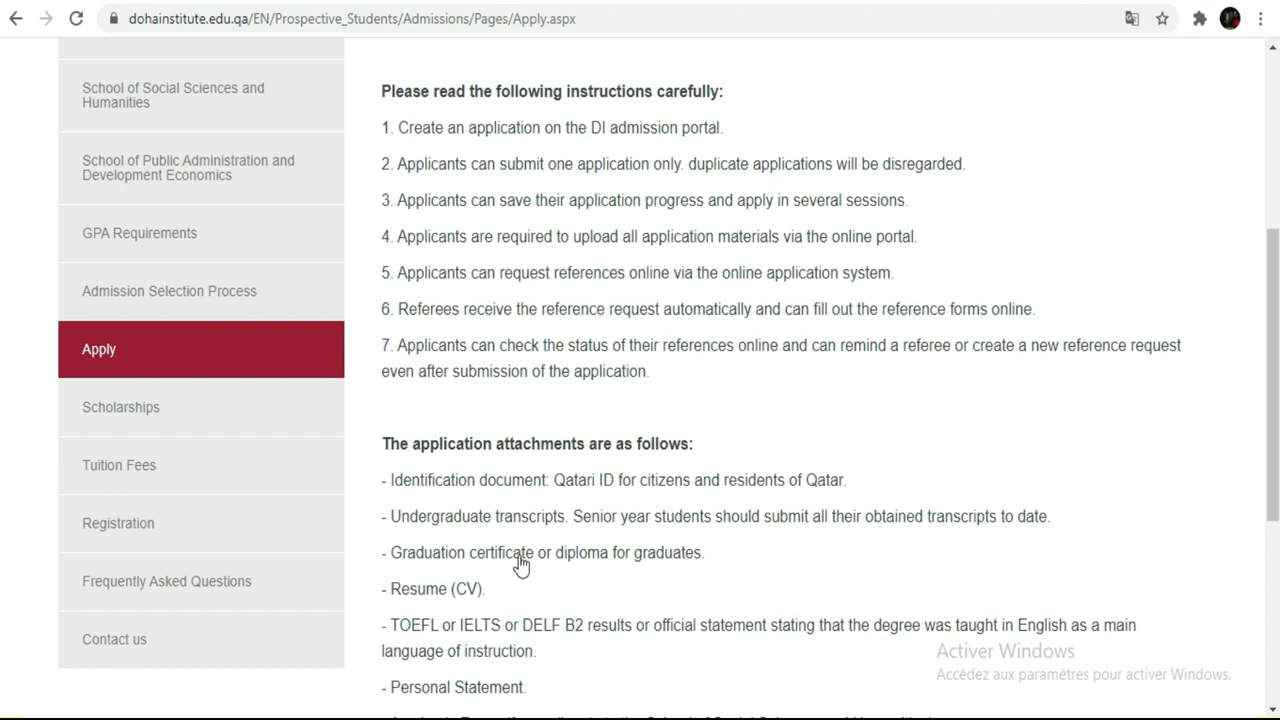 dohainstitute.edu.qa/EN/Prospective_Students/Admissions/Pages/Apply.aspx
School of Social Sciences and
Humanities
School of Public Administration and
Development Economics
GPA Requirements
Admission Selection Process
Apply
Scholarships
Tuition Fees
Registration
Frequently Asked Questions
Contact us
Please read the following instructions carefully:
1. Create an application on the DI admission portal.
2. Applicants can submit one application only. duplicate applications will be disregarded.
3. Applicants can save their application progress and apply in several sessions.
4. Applicants are required to upload all application materials via the online portal.
5. Applicants can request references online via the online application system.
6. Referees receive the reference request automatically and can fill out the reference forms online.
7. Applicants can check the status of their references online and can remind a referee or create a new reference request
even after submission of the application.
The application attachments are as follows:
- Identification document: Qatari ID for citizens and residents of Qatar.
- Undergraduate transcripts. Senior year students should submit all their obtained transcripts to date.
- Graduation certificate or diploma for graduates.
- Resume (CV).
- TOEFL or IELTS or DELF B2 results or official statement stating that the degree was taught in English as a main
language of instruction.
- Personal Statement.
Activer Windows
Accédez aux paramètres pour activer Windows.